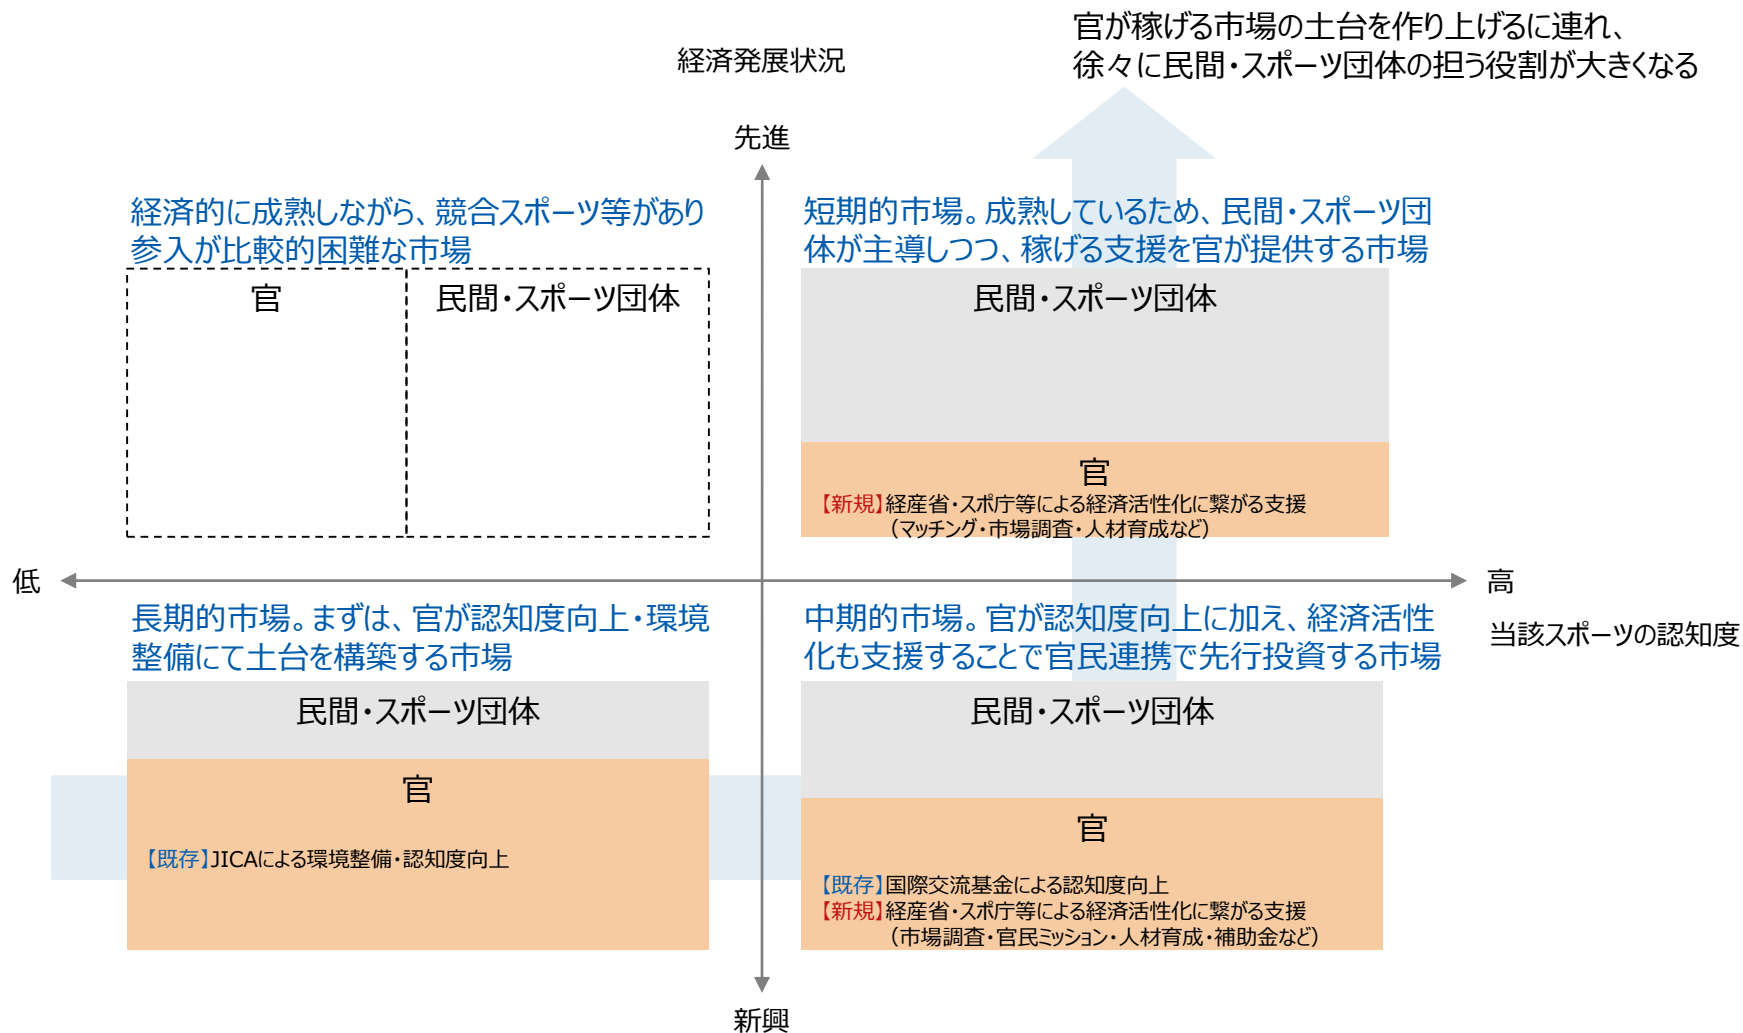 官が稼げる市場の土台を作り上げるに連れ、
徐々に民間・スポーツ団体の担う役割が大きくなる
経済発展状況
先進
経済的に成熟しながら、競合スポーツ等があり
参入が比較的困難な市場
官
民間・スポーツ団体
短期的市場。成熟しているため、民間・スポーツ団
体が主導しつつ、稼げる支援を官が提供する市場
民間・スポーツ団体
官
【新規】経産省・スポ庁等による経済活性化に繋がる支援
（マッチング・市場調査・人材育成など）
低
高
当該スポーツの認知度
長期的市場。まずは、官が認知度向上・環境
整備にて土台を構築する市場
民間・スポーツ団体
官
【既存】JICAによる環境整備・認知度向上
中期的市場。官が認知度向上に加え、経済活性
化も支援することで官民連携で先行投資する市場
民間・スポーツ団体
官
【既存】国際交流基金による認知度向上
【新規】経産省・スポ庁等による経済活性化に繋がる支援
（市場調査・官民ミッション・人材育成・補助金など）
新興